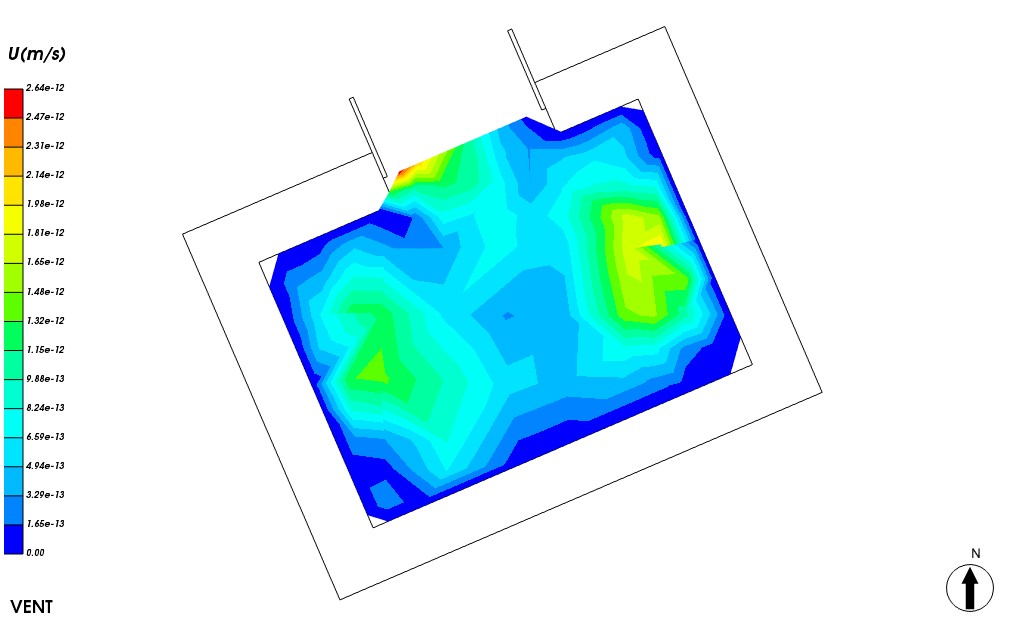 U(m/s)
2.64e-12
2.47e-12
2.31e-12
2.14e-12
1.98e-12
1.81e-12
1.65e-12
1.48e-12
1.32e-12
1.15e-12
9.88e-13
8.24e-13
6.59e-13
4.94e-13
3.29e-13
1.65e-13
0.00
N
VENT